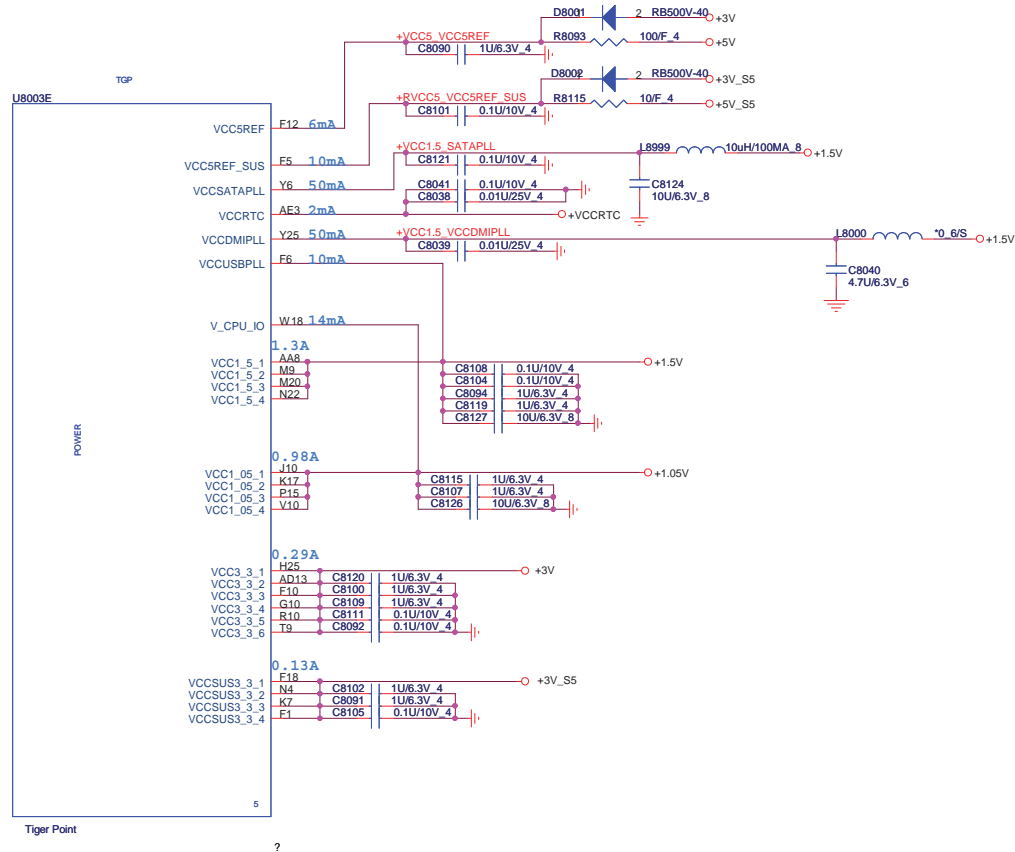 D8001 2 RB500V-40 +3V
+VCC5_VCC5REF
C8090 1U/6.3V_4
R8093 100/F_4 +5V
TGP
D8002 2 RB500V-40 +3V_S5
U8003E
+RVCC5_VCC5REF_SUS
C8101 0.1U/10V_4
R8115 10/F_4 +5V_S5
VCC5REF F12 6mA
+VCC1.5_SATAPLL
L8999 10uH/100MA_8 +1.5V
VCC5REF_SUS F5 10mA
C8121 0.1U/10V_4
VCCSATAPLL Y6 50mA
C8041 0.1U/10V_4
C8038 0.01U/25V_4
C8124
10U/6.3V_8
VCCRTC AE3 2mA
+VCCRTC
VCCDMIPLL Y25 50mA
+VCC1.5_VCCDMIPLL
L8000 *0_6/S +1.5V
C8039 0.01U/25V_4
VCCUSBPLL F6 10mA
C8040
4.7U/6.3V_6
V_CPU_IO W18 14mA
1.3A
VCC1_5_1 AA8
+1.5V
VCC1_5_2 M9
VCC1_5_3 M20
VCC1_5_4 N22
C8108 0.1U/10V_4
C8104 0.1U/10V_4
C8094 1U/6.3V_4
C8119 1U/6.3V_4
C8127 10U/6.3V_8
POWER
0.98A
VCC1_05_1 J10
+1.05V
VCC1_05_2 K17
VCC1_05_3 P15
VCC1_05_4 V10
C8115 1U/6.3V_4
C8107 1U/6.3V_4
C8126 10U/6.3V_8
0.29A
VCC3_3_1 H25
+3V
VCC3_3_2 AD13
VCC3_3_3 F10
VCC3_3_4 G10
VCC3_3_5 R10
VCC3_3_6 T9
C8120 1U/6.3V_4
C8100 1U/6.3V_4
C8109 1U/6.3V_4
C8111 0.1U/10V_4
C8092 0.1U/10V_4
0.13A
VCCSUS3_3_1 F18
+3V_S5
VCCSUS3_3_2 N4
VCCSUS3_3_3 K7
VCCSUS3_3_4 F1
C8102 1U/6.3V_4
C8091 1U/6.3V_4
C8105 0.1U/10V_4
5
Tiger Point
?